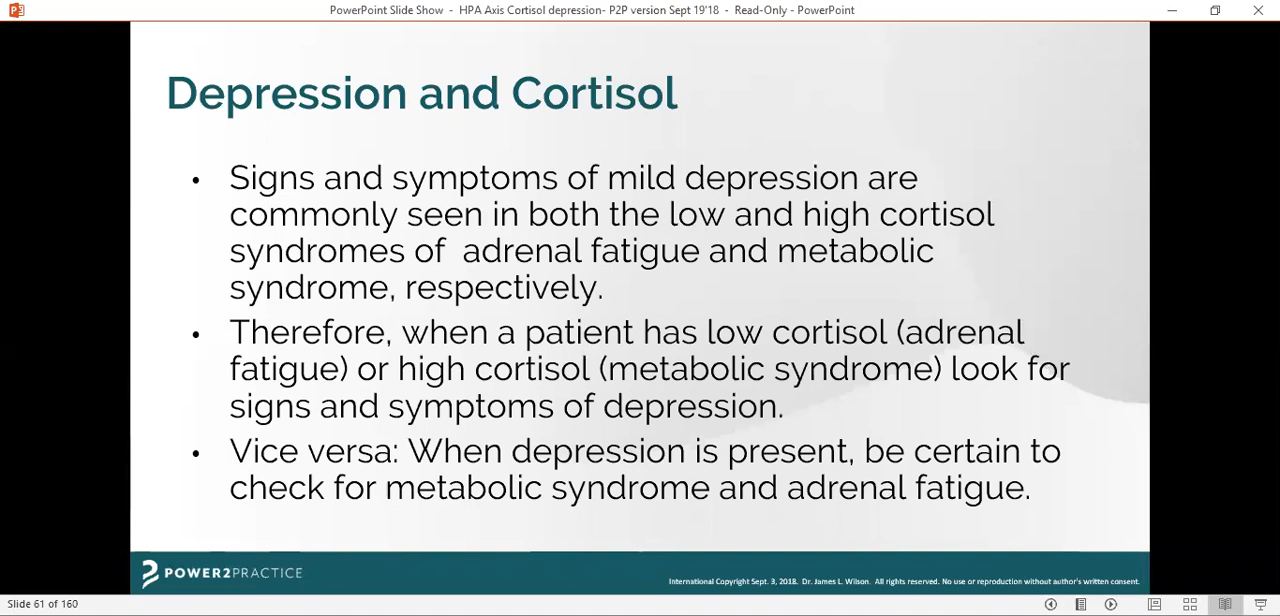 PowerPoint Slide Show - HPA Axis Cortisol depression- P2P version Sept 19'18 - Read-Only - PowerPoint
Depression and Cortisol
• Signs and symptoms of mild depression are
commonly seen in both the low and high cortisol
syndromes of  adrenal fatigue and metabolic
syndrome, respectively.
• Therefore, when a patient has low cortisol (adrenal
fatigue) or high cortisol (metabolic syndrome) look for
signs and symptoms of depression.
• Vice versa: When depression is present, be certain to
check for metabolic syndrome and adrenal fatigue.
POWER2PRACTICE
International Copyright Sept. 3, 2018. Dr. James L. Wilson. All rights reserved. No use or reproduction without author's written consent.
Slide 61 of 160